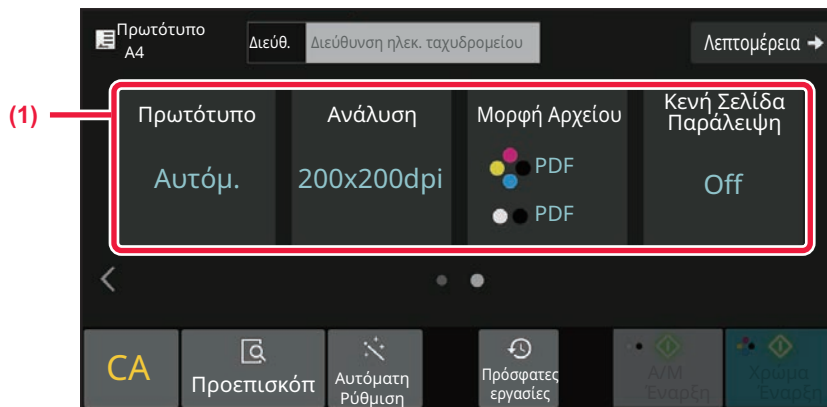 Πρωτότυπο
A4
Διεύθ.
Διεύθυνση ηλεκ. ταχυδρομείου
Λεπτομέρεια
(1)
Πρωτότυπο
Αυτόμ.
Ανάλυση
200x200dpi
Μορφή Αρχείου
PDF
PDF
Κενή Σελίδα
Παράλειψη
Off
CA
Προεπισκόπ
Αυτόματη
Ρύθμιση
Πρόσφατες
εργασίες
Α/Μ
Έναρξη
Χρώμα
Έναρξη